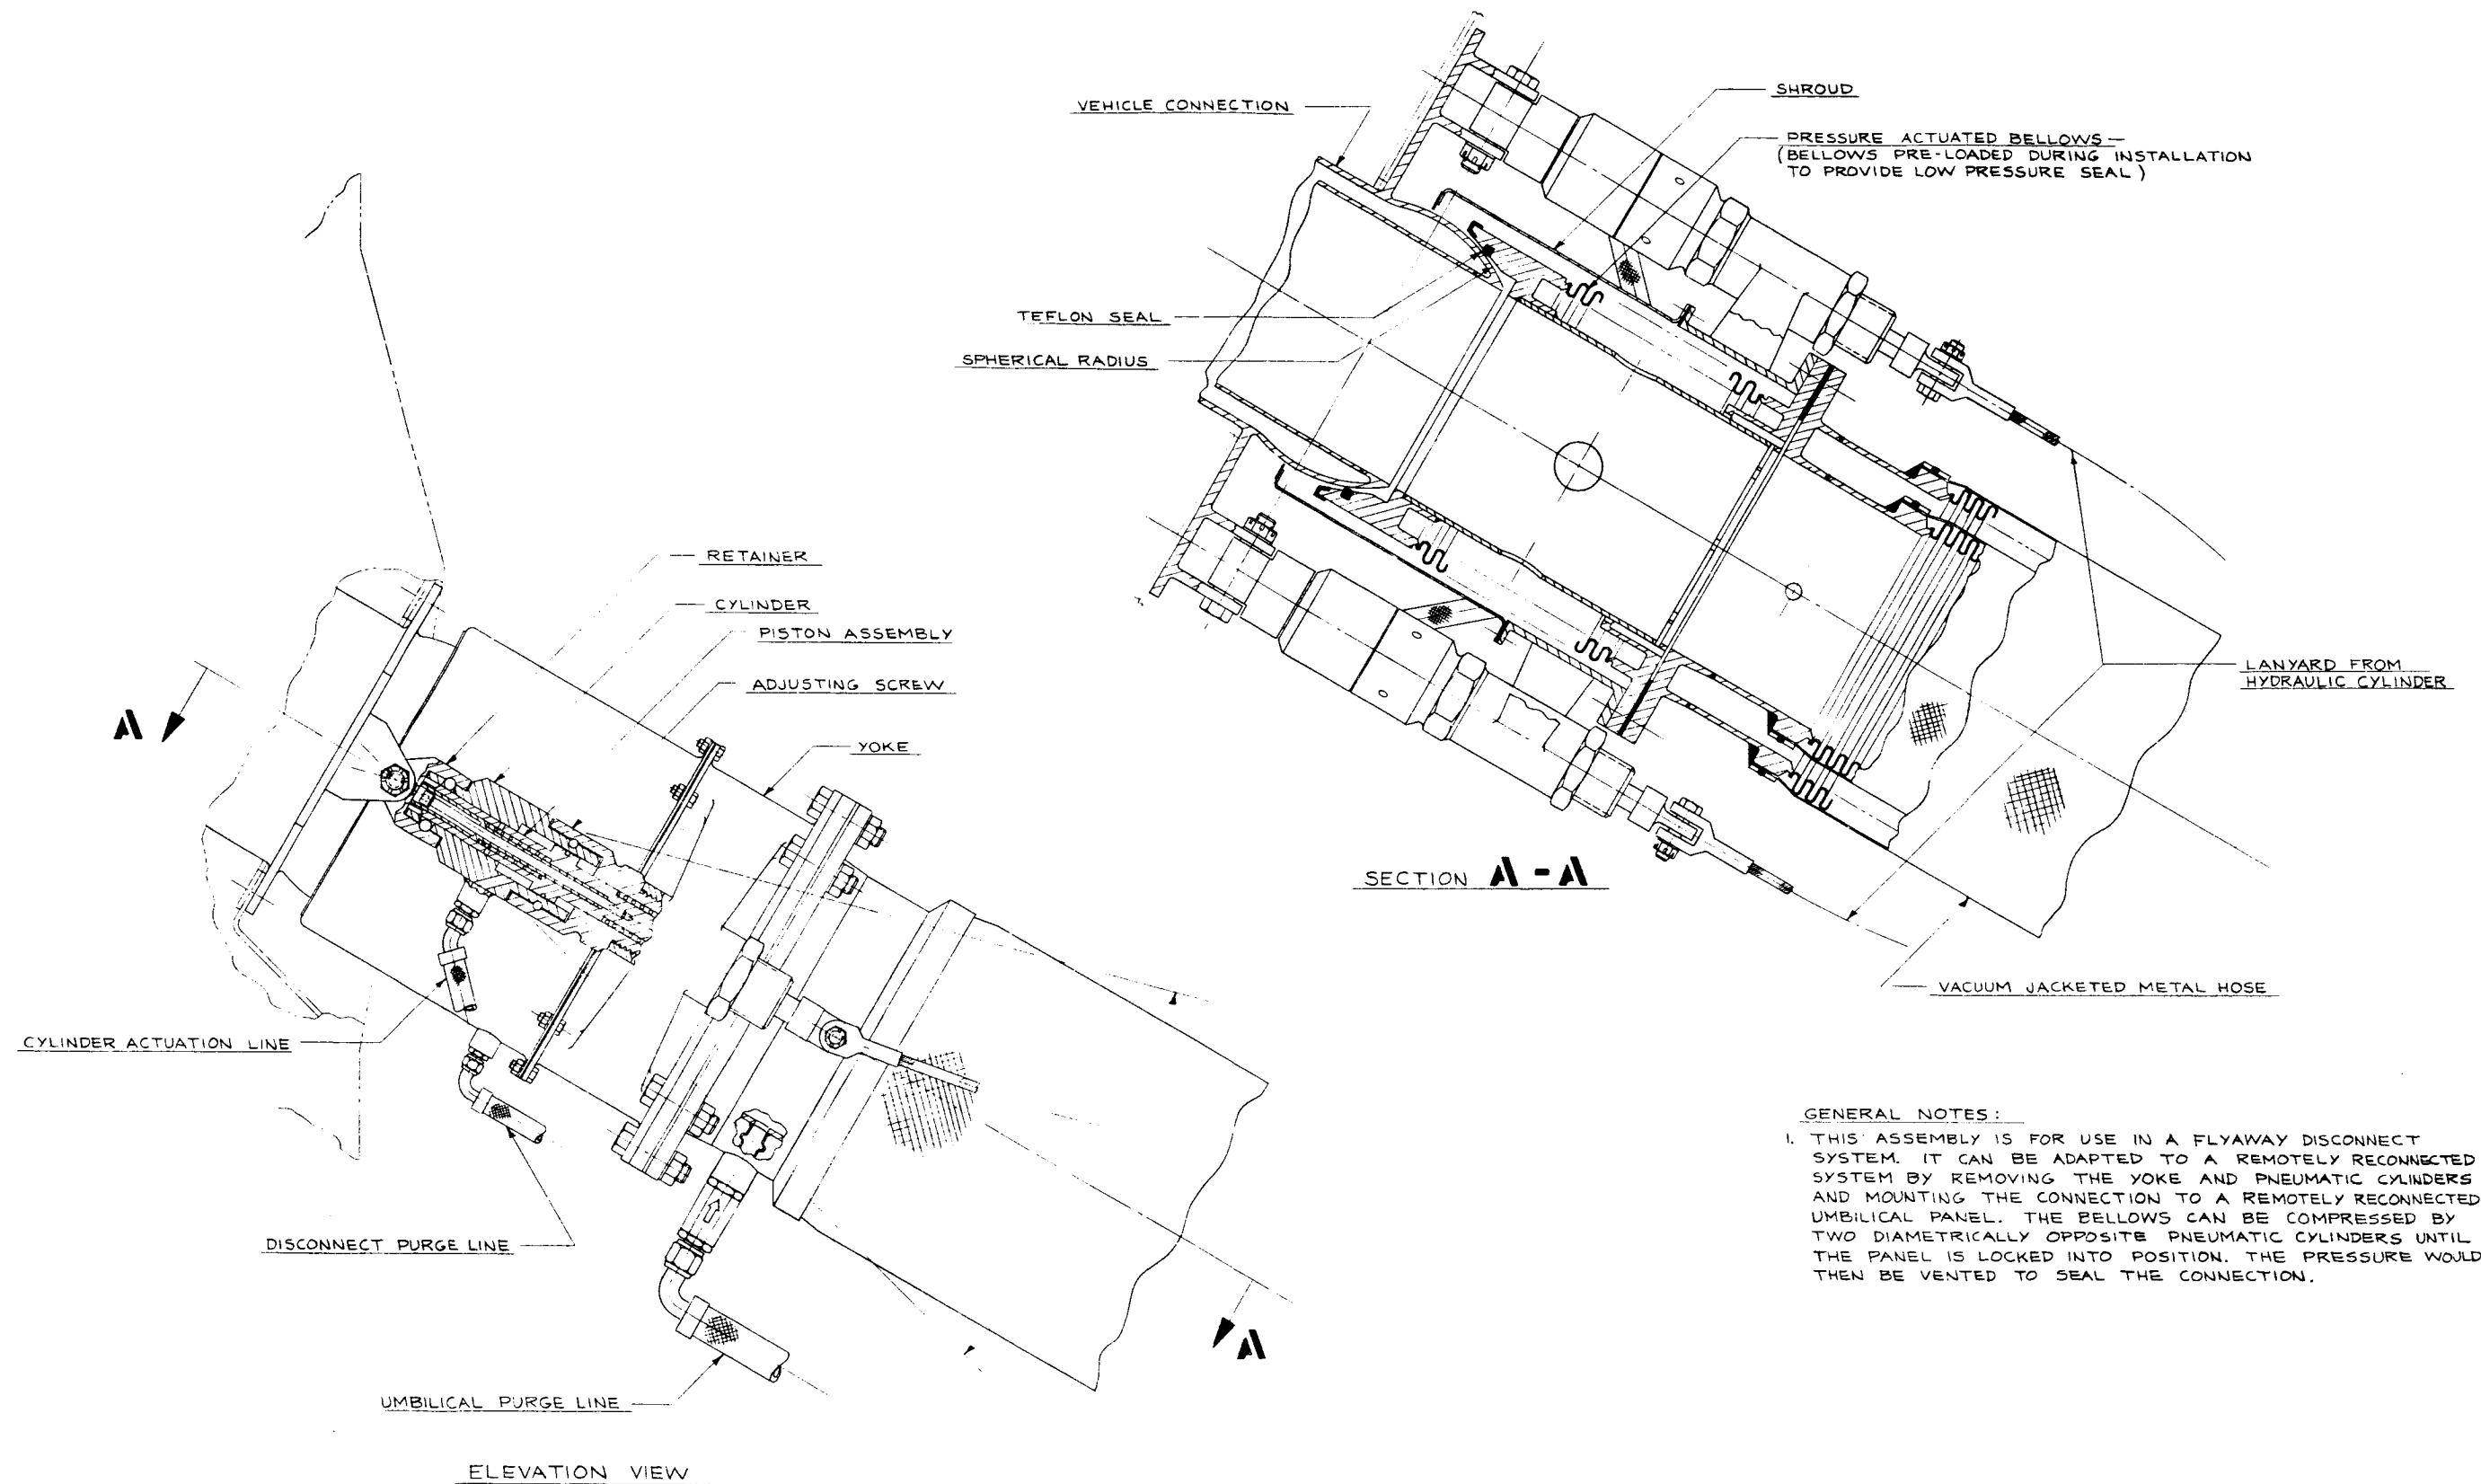 VEHICLE CONNECTION
SHROUD
PRESSURE ACTUATED BELLOWS —
(BELLOWS PRE-LOADED DURING INSTALLATION
TO PROVIDE LOW PRESSURE SEAL)
TEFLON SEAL
SPHERICAL RADIUS
LANYARD FROM
HYDRAULIC CYLINDER
SECTION A - A
VACUUM JACKETED METAL HOSE
RETAINER
CYLINDER
PISTON ASSEMBLY
ADJUSTING SCREW
YOKE
A
CYLINDER ACTUATION LINE
DISCONNECT PURGE LINE
UMBILICAL PURGE LINE
A
ELEVATION VIEW
GENERAL NOTES:
1. THIS ASSEMBLY IS FOR USE IN A FLYAWAY DISCONNECT
SYSTEM. IT CAN BE ADAPTED TO A REMOTELY RECONNECTED
SYSTEM BY REMOVING THE YOKE AND PNEUMATIC CYLINDERS
AND MOUNTING THE CONNECTION TO A REMOTELY RECONNECTED
UMBILICAL PANEL. THE BELLOWS CAN BE COMPRESSED BY
TWO DIAMETRICALLY OPPOSITE PNEUMATIC CYLINDERS UNTIL
THE PANEL IS LOCKED INTO POSITION. THE PRESSURE WOULD
THEN BE VENTED TO SEAL THE CONNECTION.